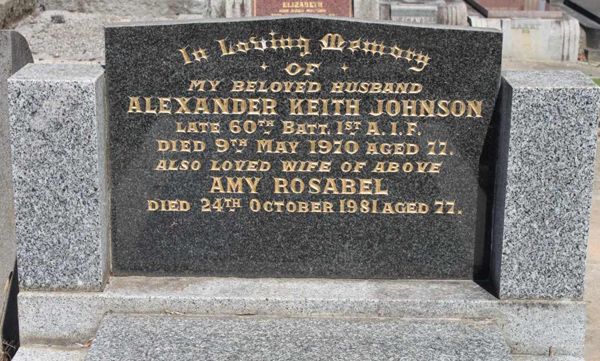 ELIZABETH
In Loving Memory
OF
MY BELOVED HUSBAND
ALEXANDER KEITH JOHNSON
LATE 60TH BATT. 1ST A.I.F.
DIED 9TH MAY 1970 AGED 77.
ALSO LOVED WIFE OF ABOVE
AMY ROSABEL
DIED 24TH OCTOBER 1981 AGED 77.